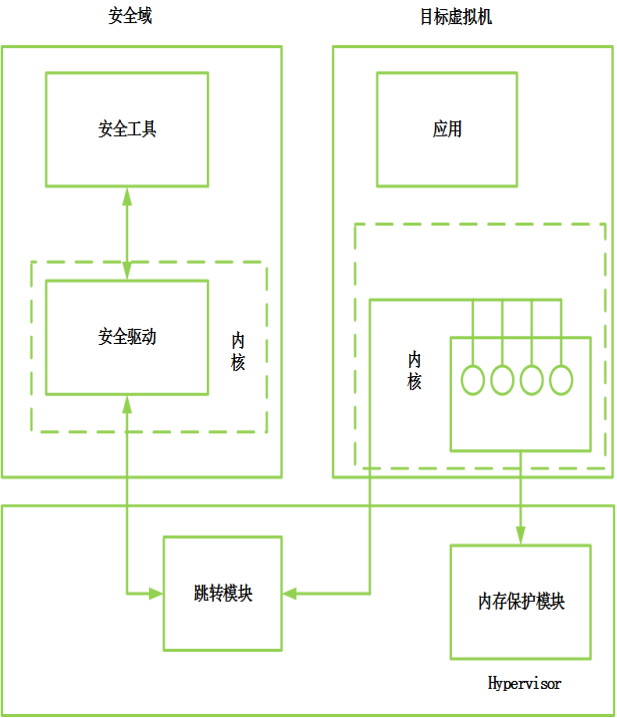 安全域
目标虚拟机
安全工具
应用
安全驱动
内
核
内
核
跳转模块
内存保护模块
Hypervisor